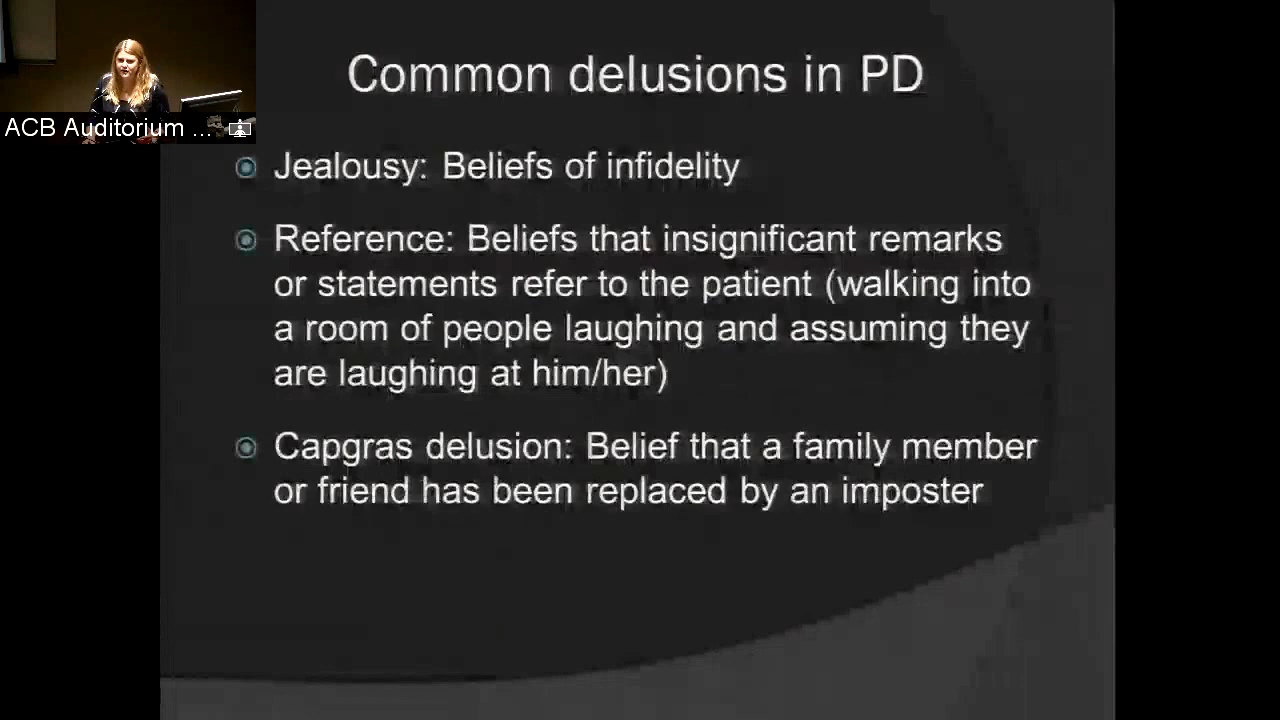 Common delusions in PD
ACB Auditorium ...
Jealousy: Beliefs of infidelity
Reference: Beliefs that insignificant remarks
or statements refer to the patient (walking into
a room of people laughing and assuming they
are laughing at him/her)
Capgras delusion: Belief that a family member
or friend has been replaced by an imposter